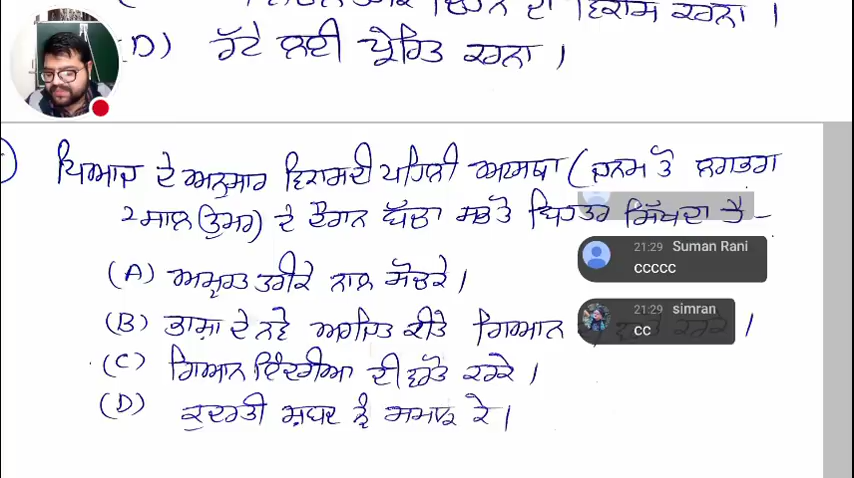 (D) ਰੱਟੇ ਲਈ ਪ੍ਰੇਰਿਤ ਕਰਨਾ ।
ਪਿਆਜੇ ਦੇ ਅਨੁਸਾਰ ਵਿਕਾਸ ਦੀ ਪਹਿਲੀ ਅਵਸਥਾ (ਜਨਮ ਤੋਂ ਲਗਭਗ
2 ਸਾਲ ਉਮਰ) ਦੇ ਦੌਰਾਨ ਬੱਚਾ ਸਭ ਤੋਂ ਬਿਹਤਰ ਸਿੱਖਦਾ ਹੈ -
21:29 Suman Rani
ccccc
(A) ਅਮੂਰਤ ਤਰੀਕੇ ਨਾਲ ਸੋਚਕੇ ।
21:29 simran
cc
(B) ਭਾਸ਼ਾ ਦੇ ਨਵੇਂ ਅਰਜਿਤ ਕੀਤੇ ਗਿਆਨ
(C) ਗਿਆਨ ਇੰਦਰੀਆਂ ਦੀ ਵਰਤੋਂ ਕਰਕੇ ।
(D) ਕੁਦਰਤੀ ਸ਼ਬਦ ਨੂੰ ਸਮਝ ਕੇ ।